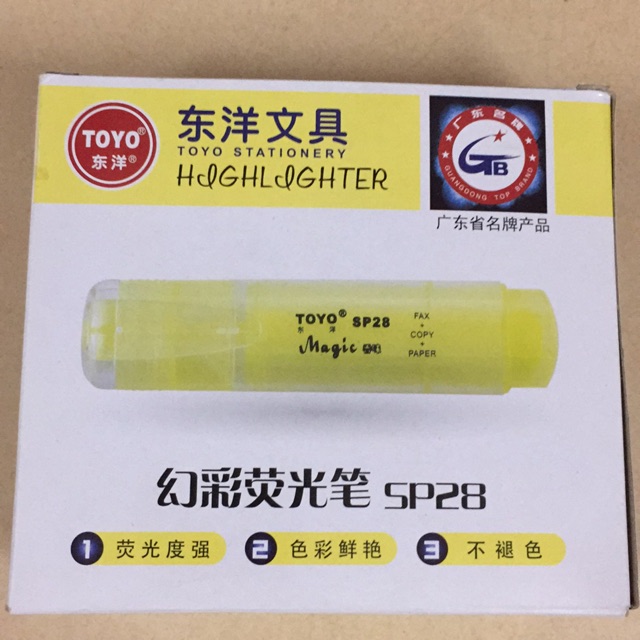 TOYO®
东洋®
东洋文具
TOYO STATIONERY
HIGHLIGHTER
广东名牌
GTB
GUANGDONG TOP BRAND
广东省名牌产品
TOYO® SP28
东洋
Magic
FAX
+
COPY
+
PAPER
幻彩荧光笔 SP28
1 荧光度强 2 色彩鲜艳 3 不褪色